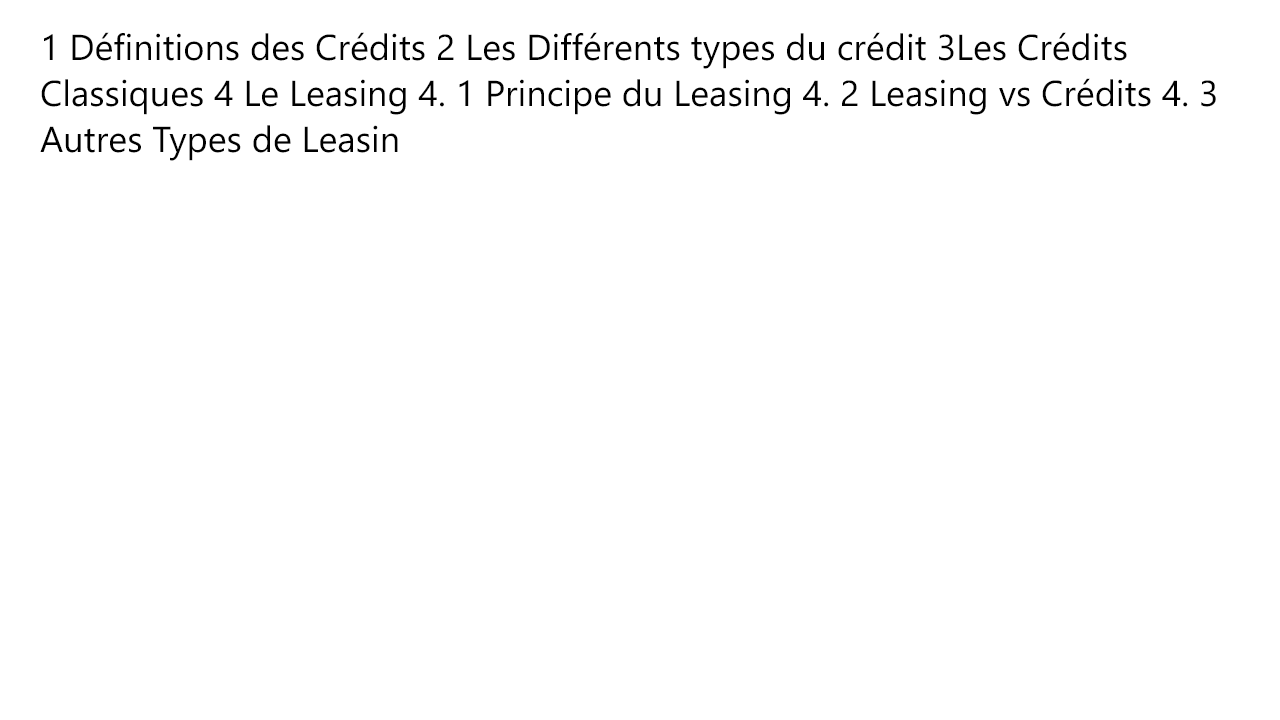 1 Définitions des Crédits 2 Les Différents types du crédit 3Les Crédits
Classiques 4 Le Leasing 4. 1 Principe du Leasing 4. 2 Leasing vs Crédits 4. 3
Autres Types de Leasin